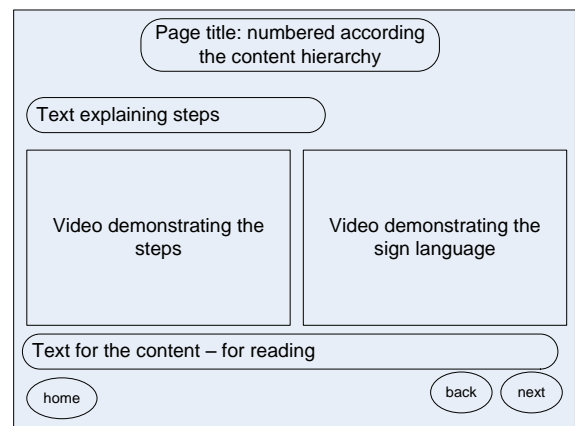 Page title: numbered according
the content hierarchy
Text explaining steps
Video demonstrating the
steps
Video demonstrating the
sign language
Text for the content – for reading
home
back
next